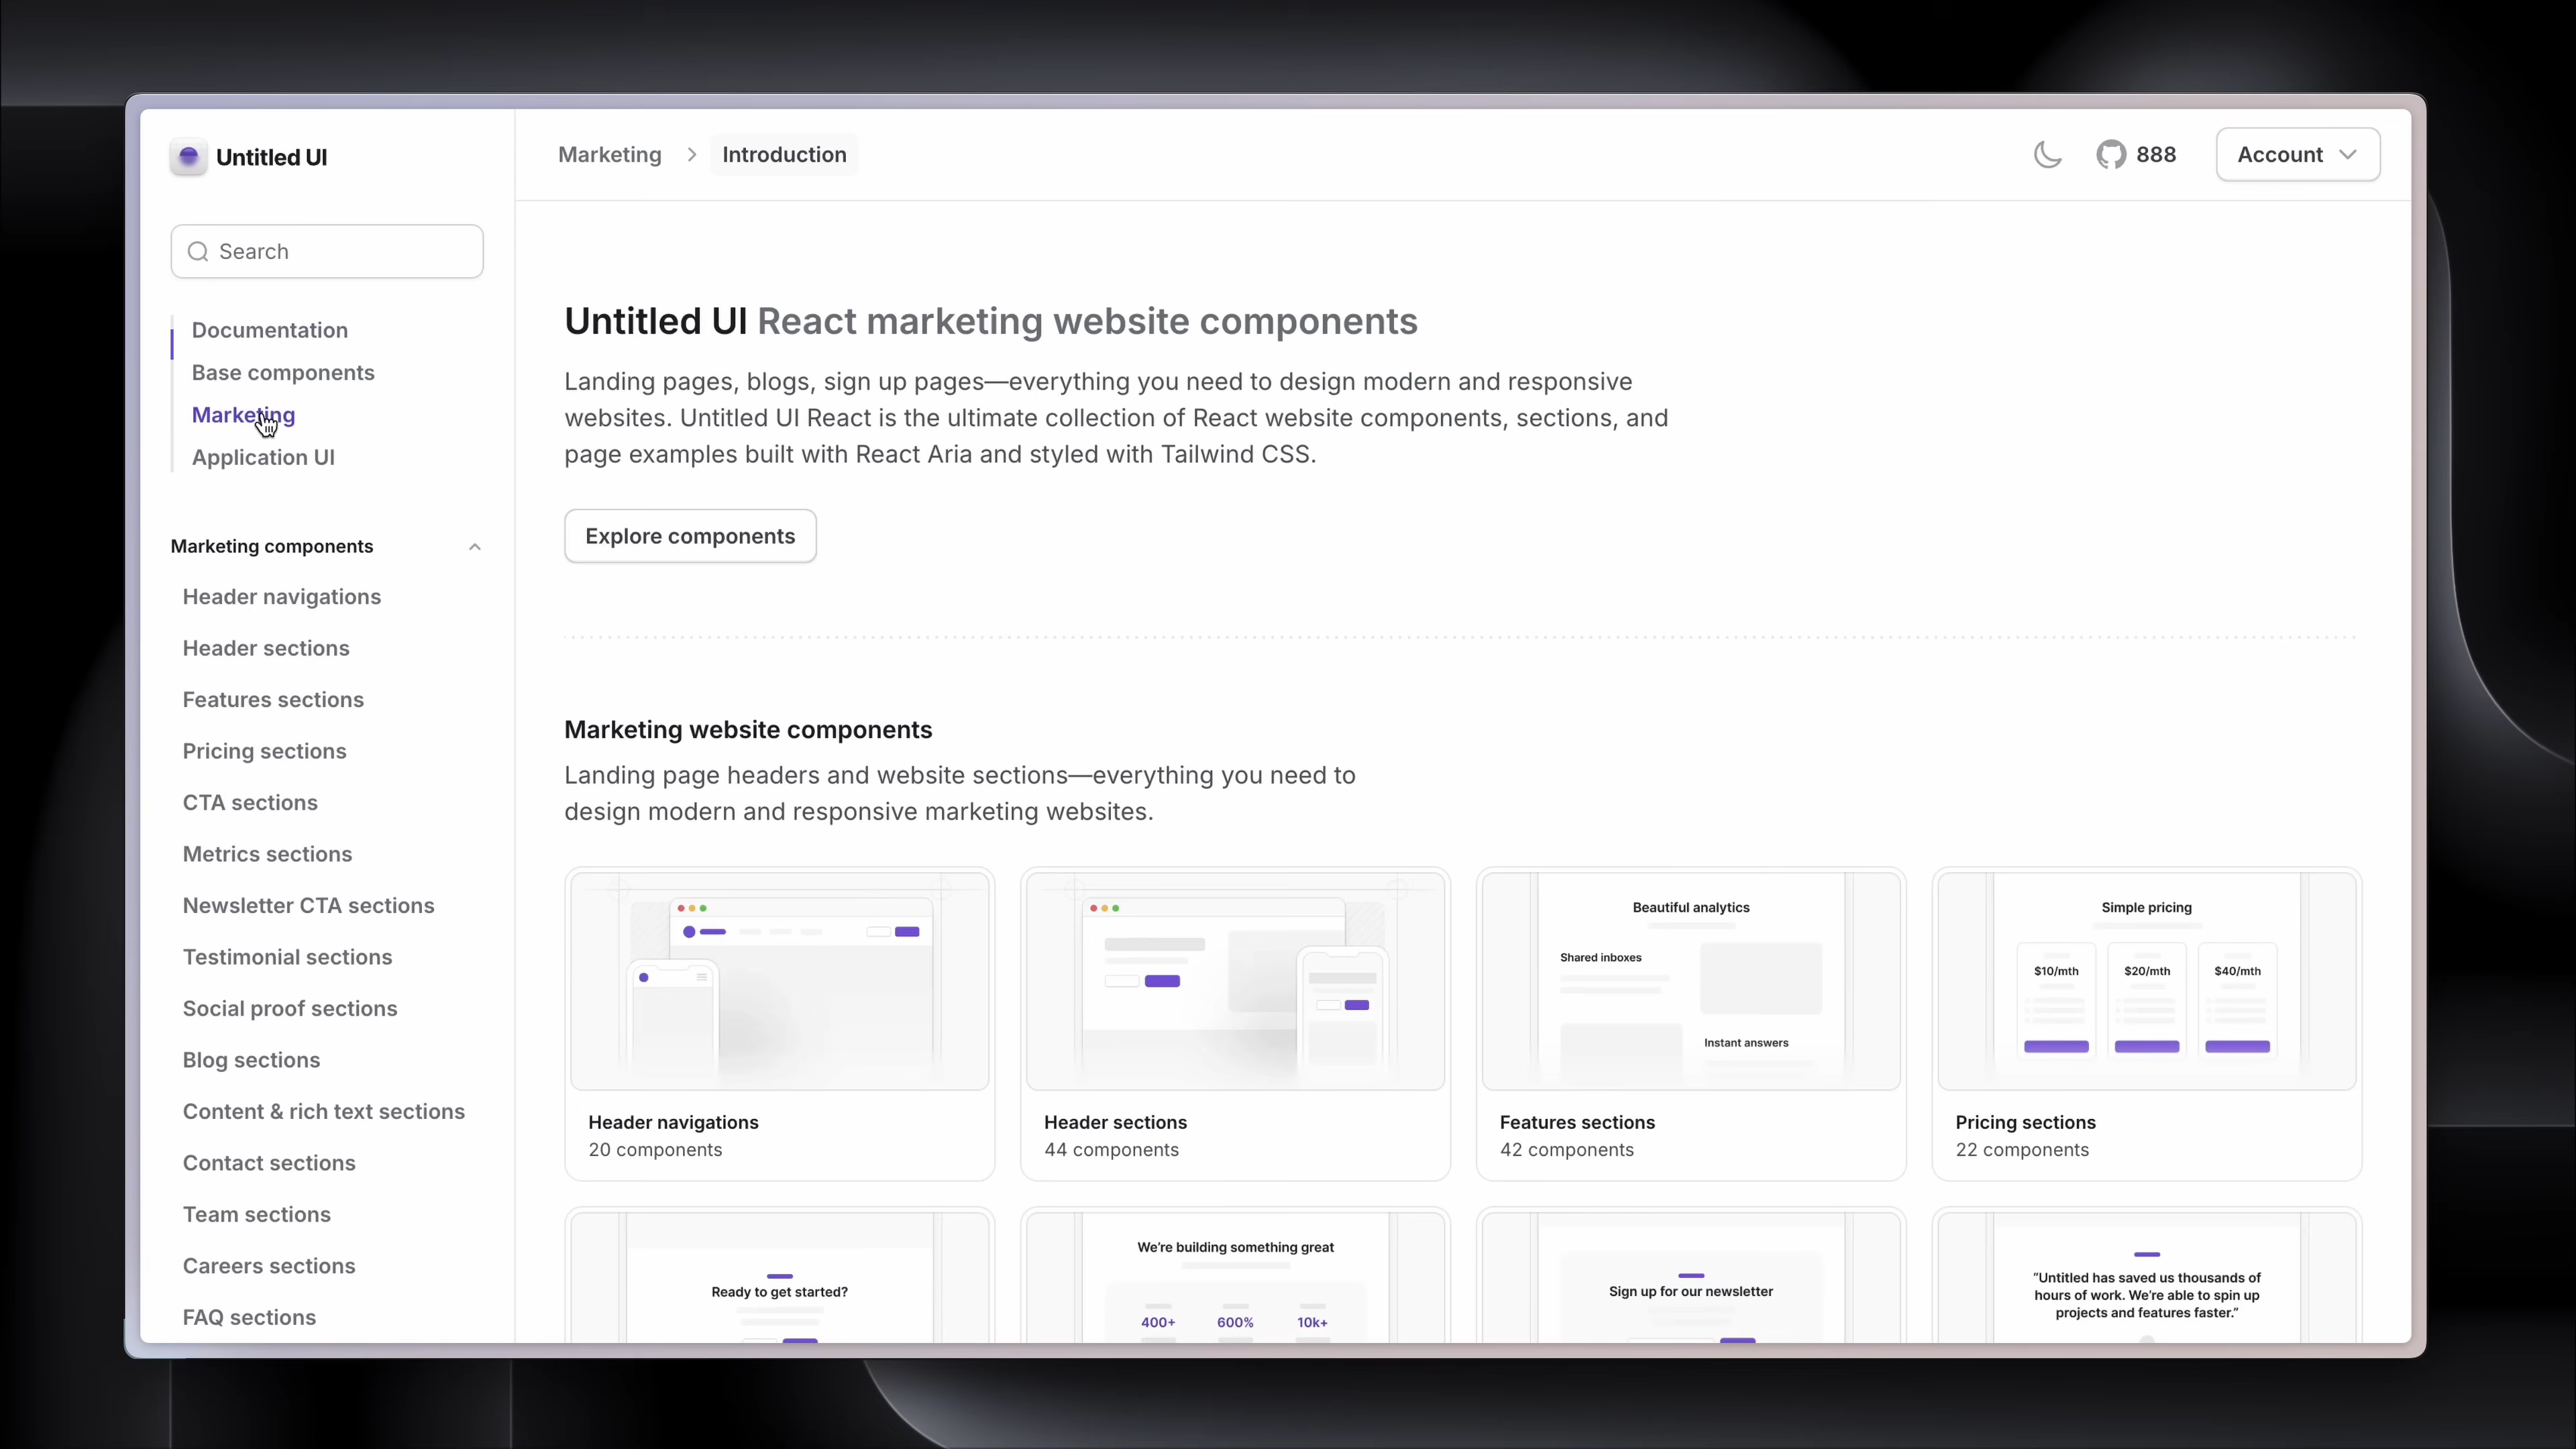 Untitled UI
Search
Documentation
Base components
Marketing
Application UI
Marketing components
Header navigations
Header sections
Features sections
Pricing sections
CTA sections
Metrics sections
Newsletter CTA sections
Testimonial sections
Social proof sections
Blog sections
Content & rich text sections
Contact sections
Team sections
Careers sections
FAQ sections
Marketing
Introduction
888
Account
Untitled UI React marketing website components
Landing pages, blogs, sign up pages—everything you need to design modern and responsive
websites. Untitled UI React is the ultimate collection of React website components, sections, and
page examples built with React Aria and styled with Tailwind CSS.
Explore components
Marketing website components
Landing page headers and website sections—everything you need to
design modern and responsive marketing websites.
Header navigations
20 components
Header sections
44 components
Beautiful analytics
Shared inboxes
Instant answers
Features sections
42 components
Simple pricing
$10/mth
$20/mth
$40/mth
Pricing sections
22 components
Ready to get started?
We're building something great
400+
600%
10k+
Sign up for our newsletter
"Untitled has saved us thousands of
hours of work. We're able to spin up
projects and features faster."